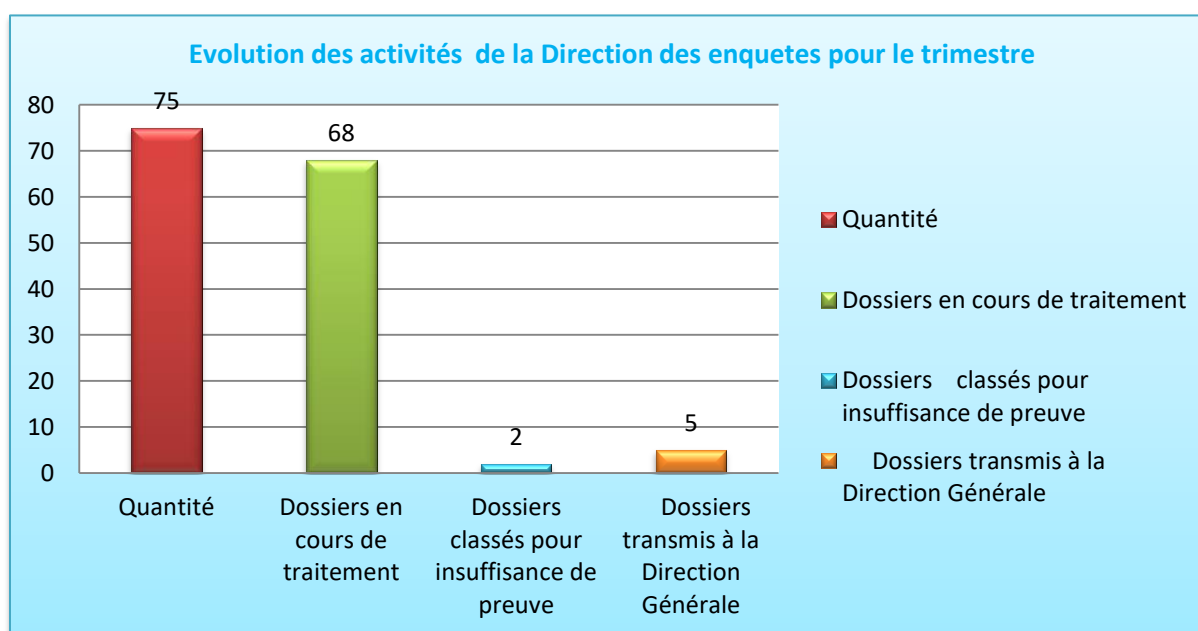 Evolution des activités de la Direction des enquetes pour le trimestre
80
70
60
50
40
30
20
10
0
75
68
2
5
Quantité
Dossiers en
cours de
traitement
Dossiers
classés pour
insuffisance de
preuve
Dossiers
transmis à la
Direction
Générale
Quantité
Dossiers en cours de traitement
Dossiers classés pour
insuffisance de preuve
Dossiers transmis à la
Direction Générale